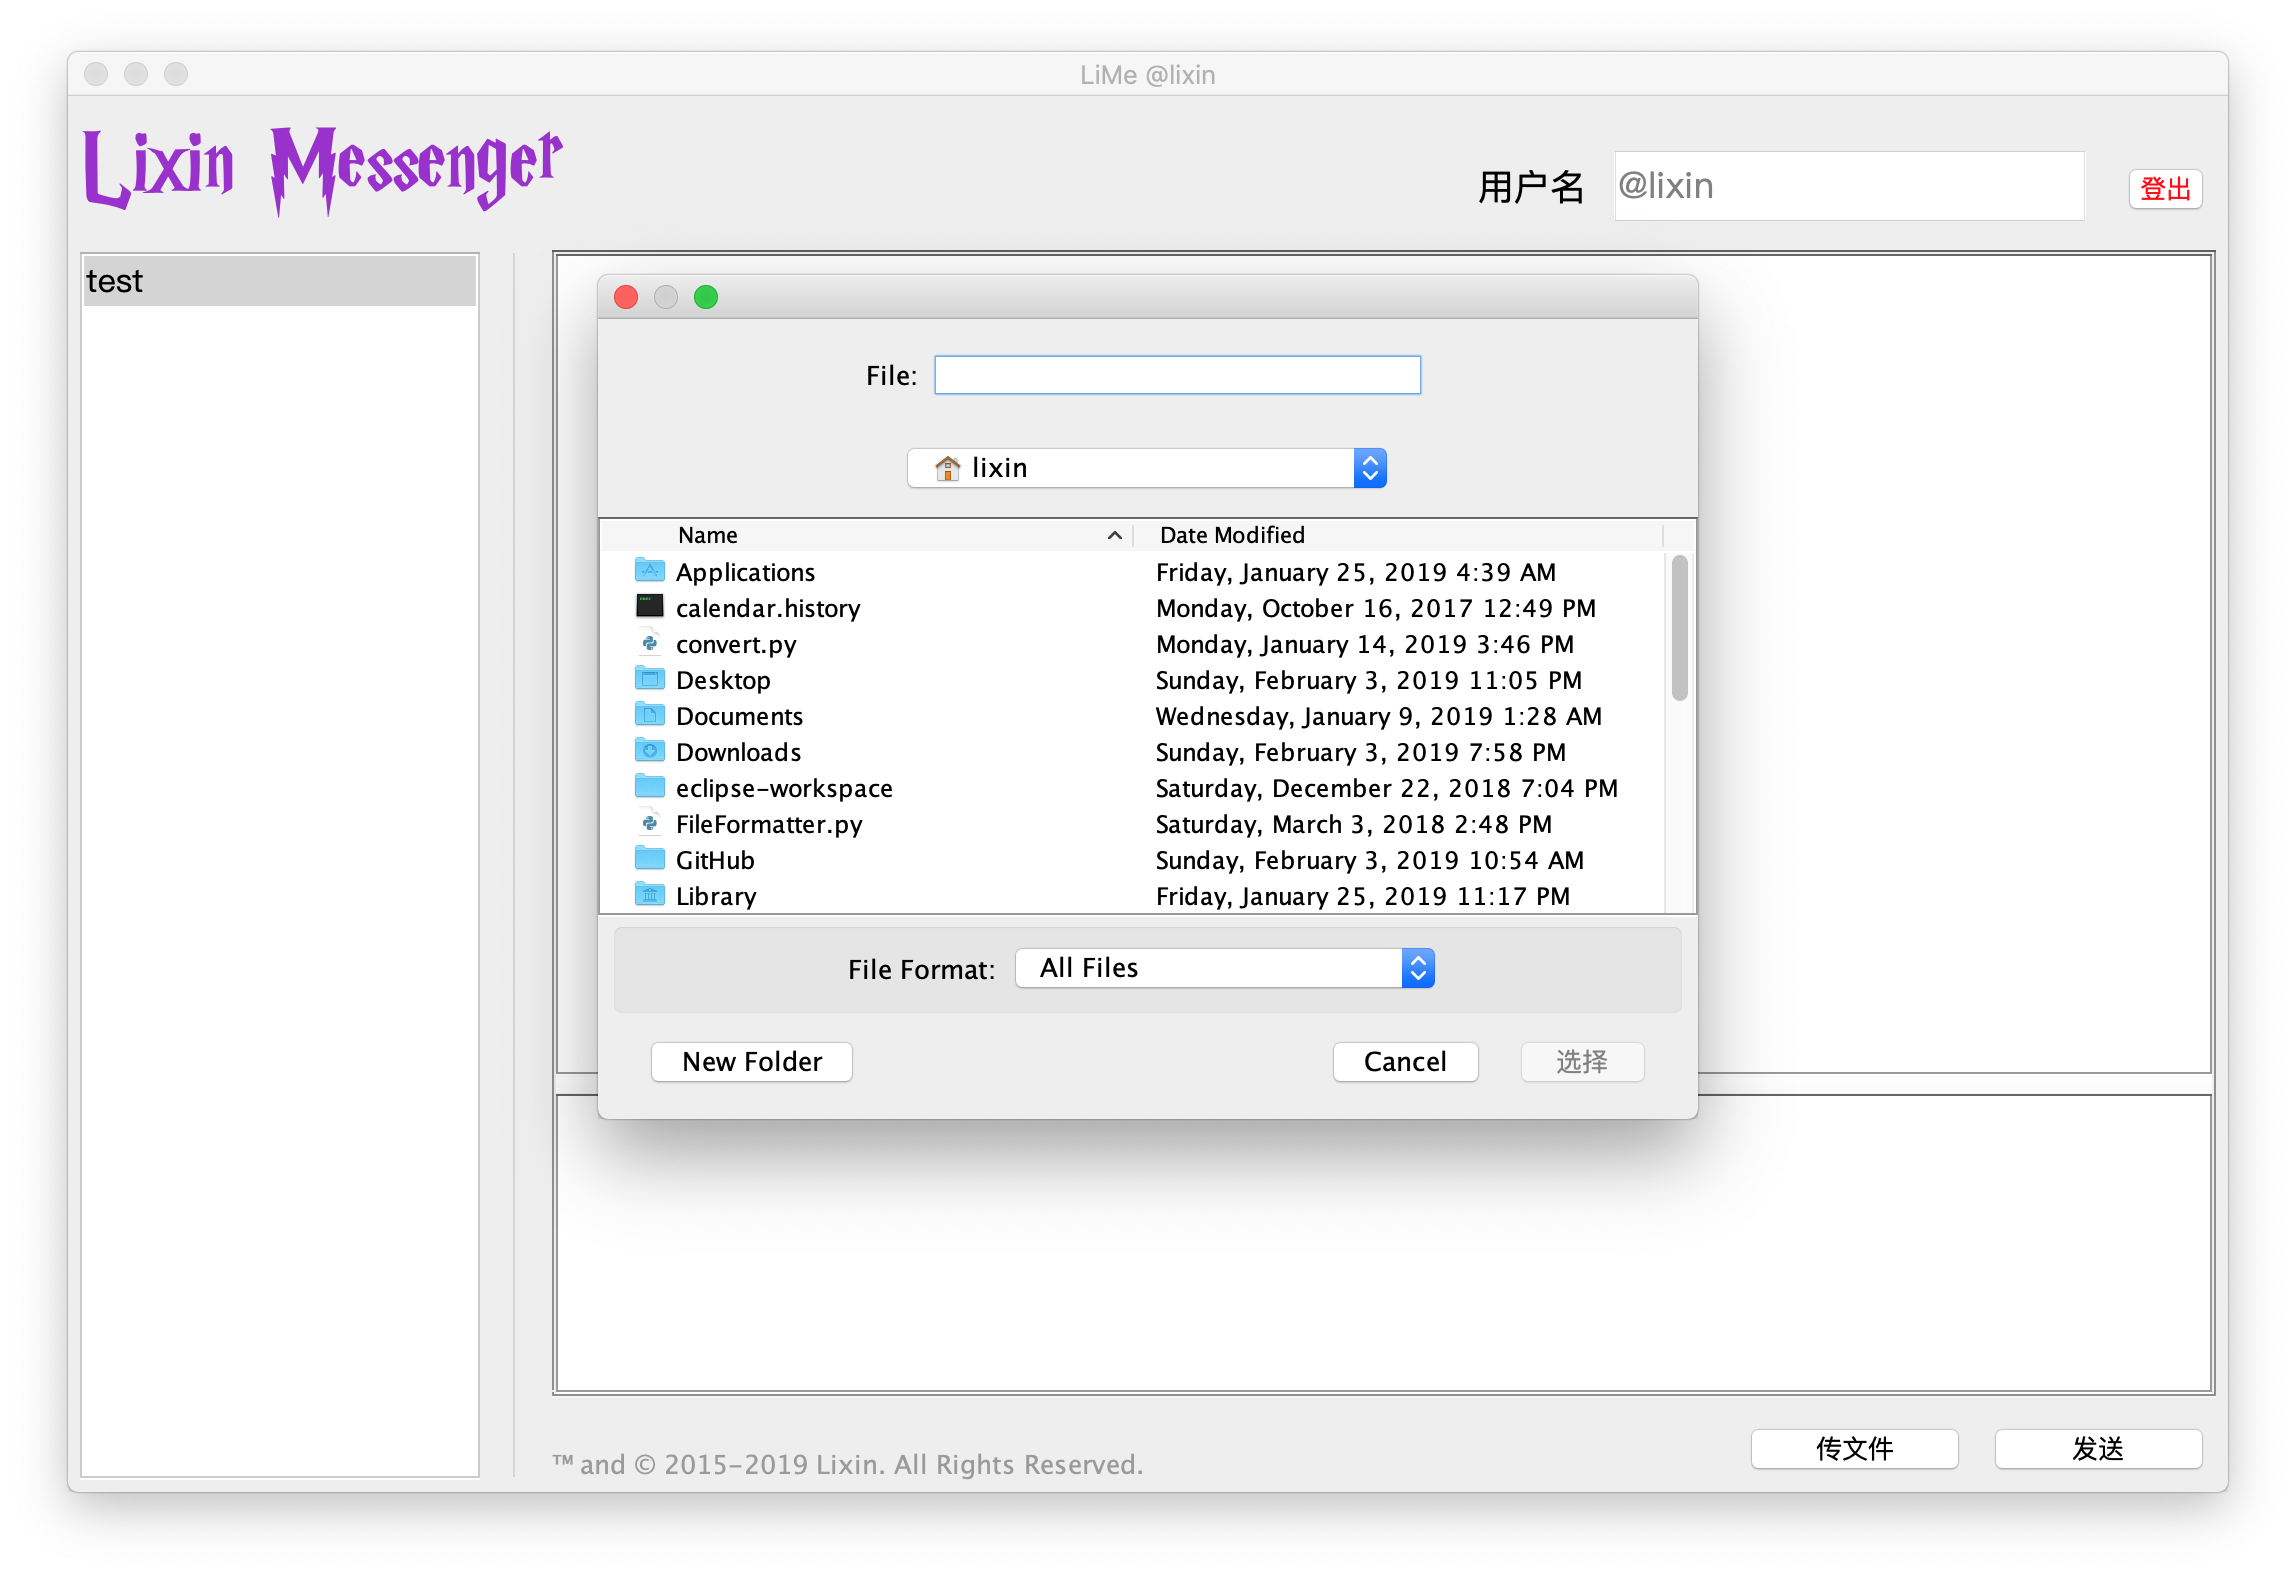 LiMe @lixin
Lixin Messenger
用户名 @lixin 登出
test
File:
lixin
Name Date Modified
Applications Friday, January 25, 2019 4:39 AM
calendar.history Monday, October 16, 2017 12:49 PM
convert.py Monday, January 14, 2019 3:46 PM
Desktop Sunday, February 3, 2019 11:05 PM
Documents Wednesday, January 9, 2019 1:28 AM
Downloads Sunday, February 3, 2019 7:58 PM
eclipse-workspace Saturday, December 22, 2018 7:04 PM
FileFormatter.py Saturday, March 3, 2018 2:48 PM
GitHub Sunday, February 3, 2019 10:54 AM
Library Friday, January 25, 2019 11:17 PM
File Format: All Files
New Folder Cancel 选择
™ and © 2015-2019 Lixin. All Rights Reserved.
传文件 发送